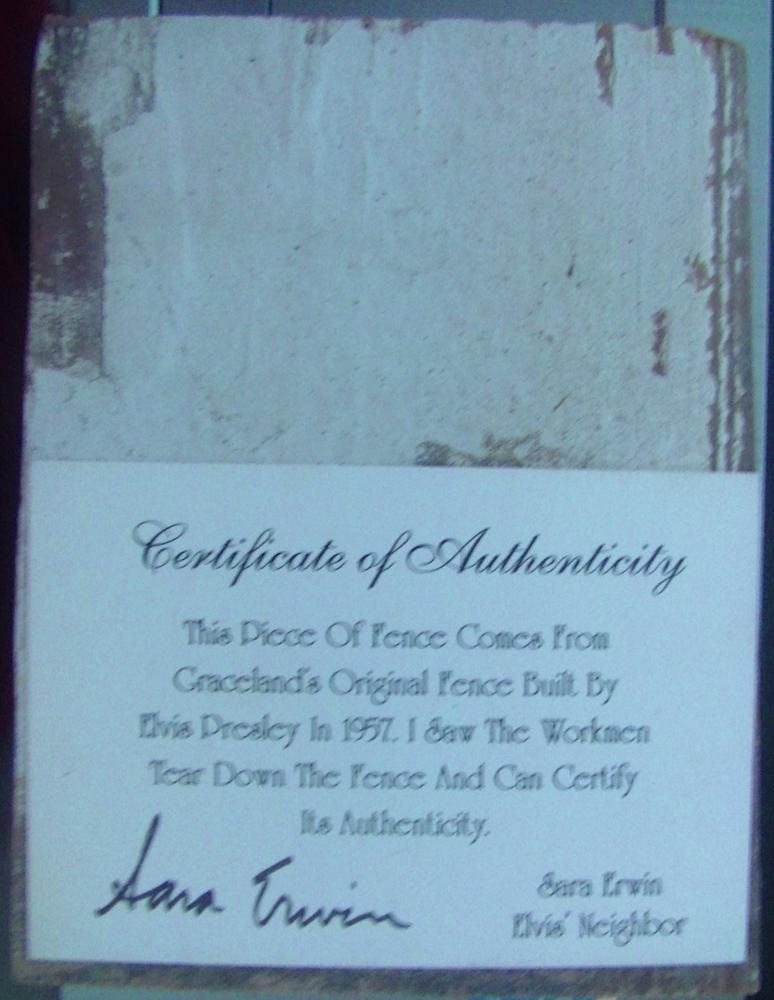 Certificate of Authenticity
This Piece Of Fence Comes From
Graceland's Original Fence Built By
Elvis Presley In 1957. I Saw The Workmen
Tear Down The Fence And Can Certify
Its Authenticity.
Sara Erwin
Sara Erwin
Elvis' Neighbor